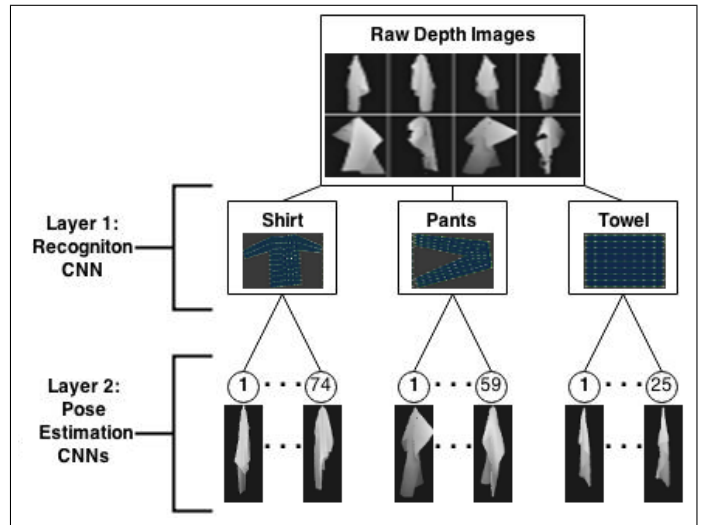 Raw Depth Images
Layer 1:
Recogniton
CNN
Shirt
Pants
Towel
Layer 2:
Pose
Estimation
CNNs
1 ... 74
1 ... 59
1 ... 25
... ... ...